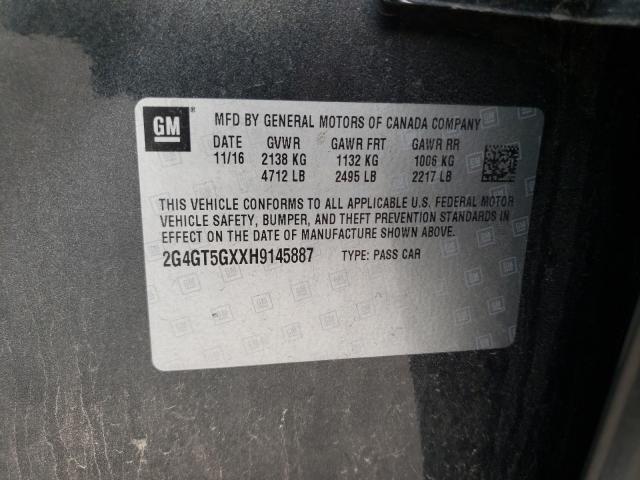 GM® MFD BY GENERAL MOTORS OF CANADA COMPANY
DATE GVWR GAWR FRT GAWR RR
11/16 2138 KG 1132 KG 1006 KG
4712 LB 2495 LB 2217 LB
THIS VEHICLE CONFORMS TO ALL APPLICABLE U.S. FEDERAL MOTOR
VEHICLE SAFETY, BUMPER, AND THEFT PREVENTION STANDARDS IN
EFFECT ON THE DATE OF MANUFACTURE SHOWN ABOVE.
2G4GT5GXXH9145887 TYPE: PASS CAR